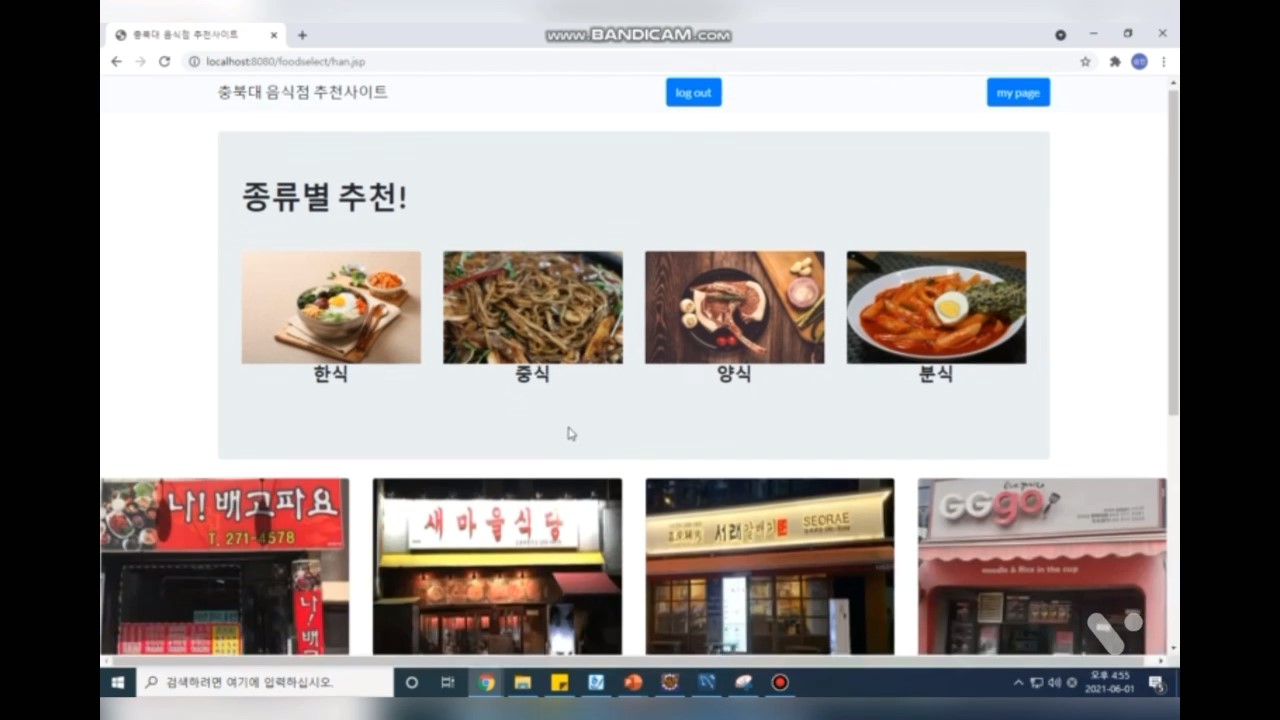 충북대 음식점 추천사이트
www.BANDICAM.com
localhost:8080/foodselect/han.jsp
충북대 음식점 추천사이트
log out
my page
종류별 추천!
한식
중식
양식
분식
나! 배고파요
T. 271-4578
나! 배고
새마을식당
서래갈매기
SEORAE
GGgo
noodle & Rice in the cup
검색하려면 여기에 입력하십시오.
오후 4:55
2021-06-01
5